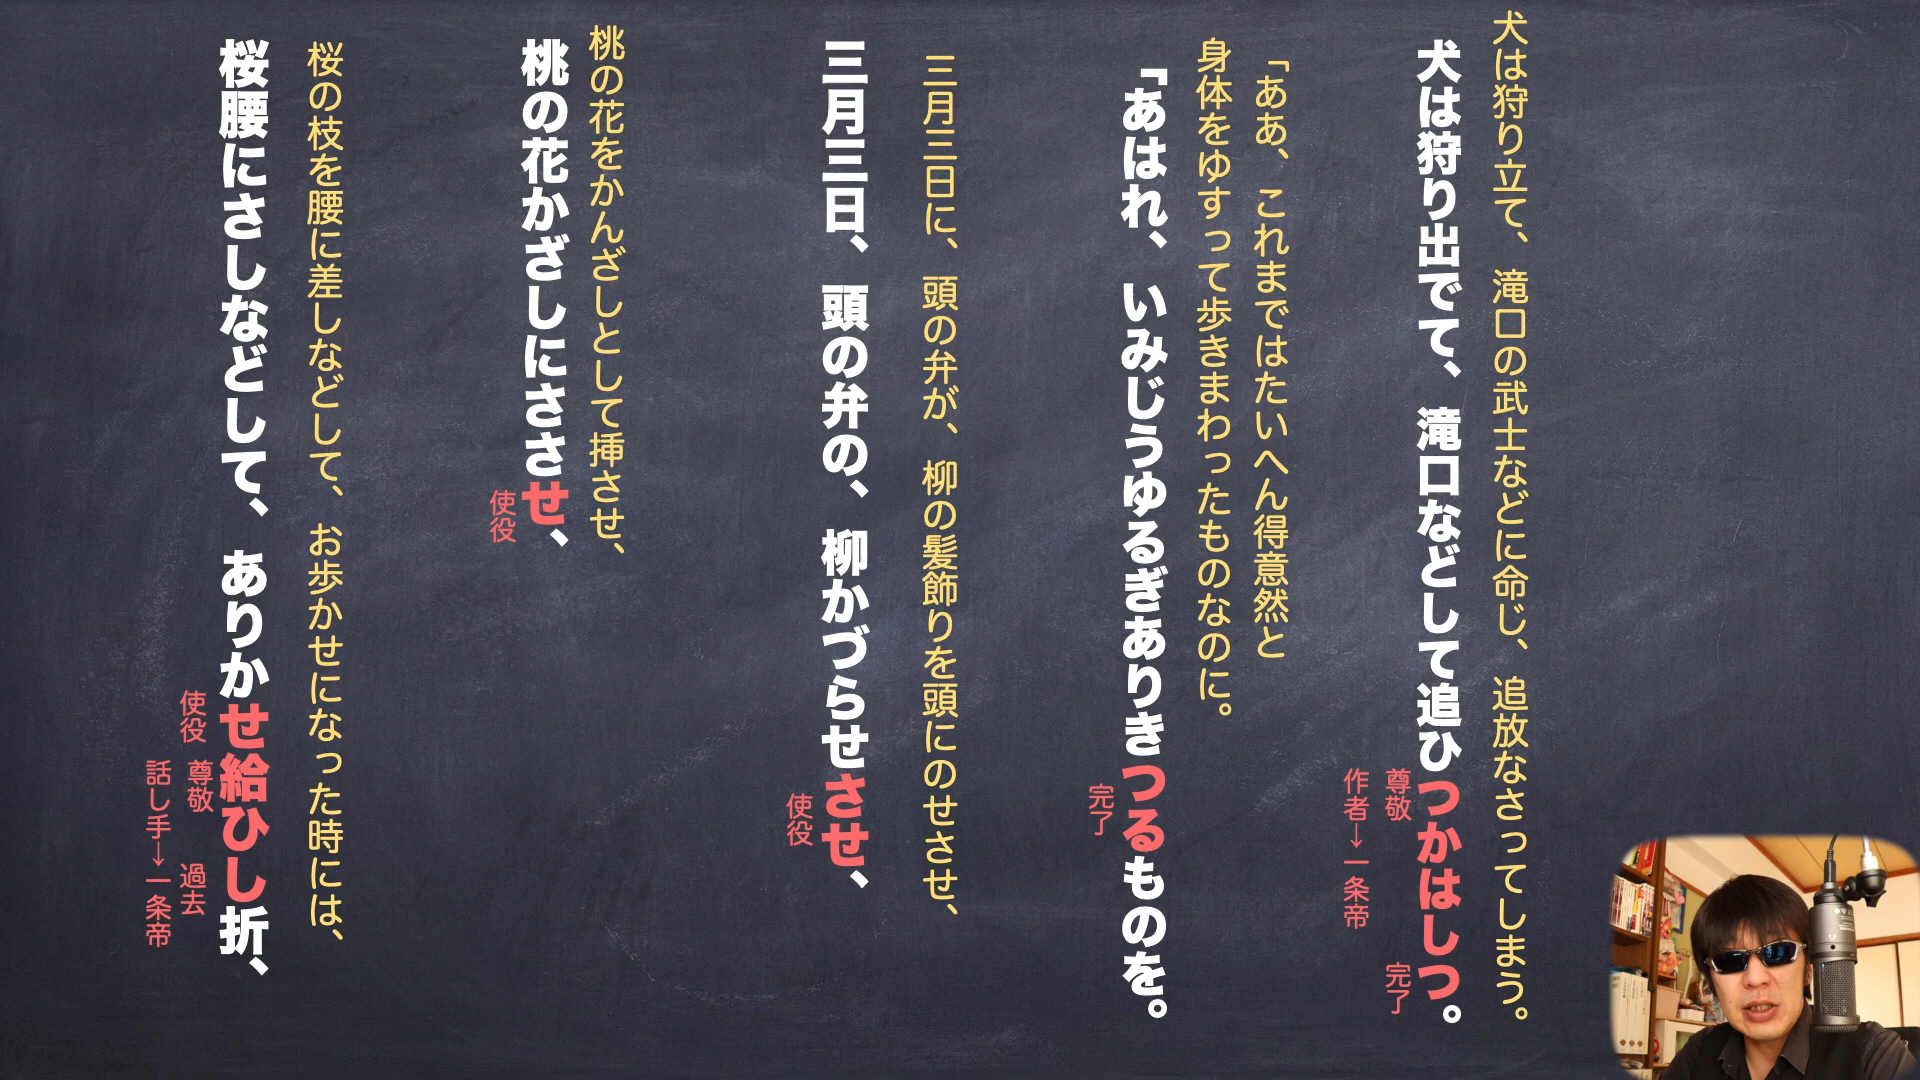 犬は狩り立て、滝口の武士などに命じ、追放なさってしまう。
犬は狩り出でて、滝口などして追ひつかはしつ。
尊敬
完了
作者→一条帝
「ああ、これまではたいへん得意然と
身体をゆすって歩きまわったものなのに。
「あはれ、いみじうゆるぎありきつるものを。
完了
三月三日に、頭の弁が、柳の髪飾りを頭にのせさせ、
三月三日、頭の弁の、柳かづらせさせ、
使役
桃の花をかんざしとして挿させ、
桃の花かざしにささせ、
使役
桜の枝を腰に差しなどして、お歩かせになった時には、
桜腰にさしなどして、ありかせ給ひし折、
使役
尊敬
過去
話し手→一条帝